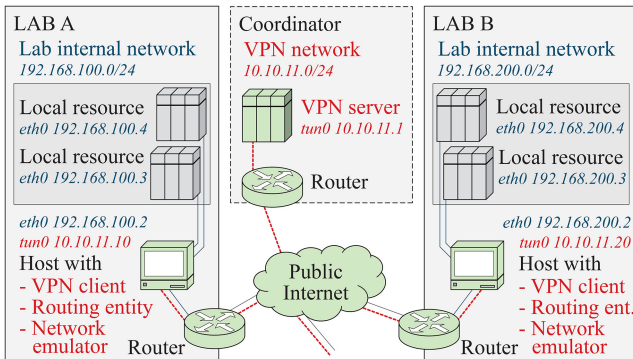 LAB A
Lab internal network
192.168.100.0/24
Local resource
eth0 192.168.100.4
Local resource
eth0 192.168.100.3
eth0 192.168.100.2
tun0 10.10.11.10
Host with
- VPN client
- Routing entity
- Network
emulator
Router
Coordinator
VPN network
10.10.11.0/24
VPN server
tun0 10.10.11.1
Router
Public
Internet
LAB B
Lab internal network
192.168.200.0/24
Local resource
eth0 192.168.200.4
Local resource
eth0 192.168.200.3
eth0 192.168.200.2
tun0 10.10.11.20
Host with
- VPN client
- Routing ent.
- Network
emulator
Router